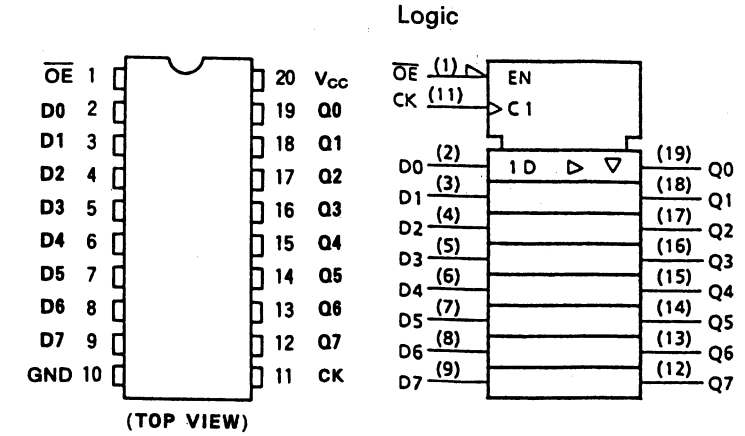 Logic
OE 1 20 VCC
D0 2 19 Q0
D1 3 18 Q1
D2 4 17 Q2
D3 5 16 Q3
D4 6 15 Q4
D5 7 14 Q5
D6 8 13 Q6
D7 9 12 Q7
GND 10 11 CK
(TOP VIEW)
OE (1) EN
CK (11) C1
D0 (2) 1D (19) Q0
D1 (3) (18) Q1
D2 (4) (17) Q2
D3 (5) (16) Q3
D4 (6) (15) Q4
D5 (7) (14) Q5
D6 (8) (13) Q6
D7 (9) (12) Q7